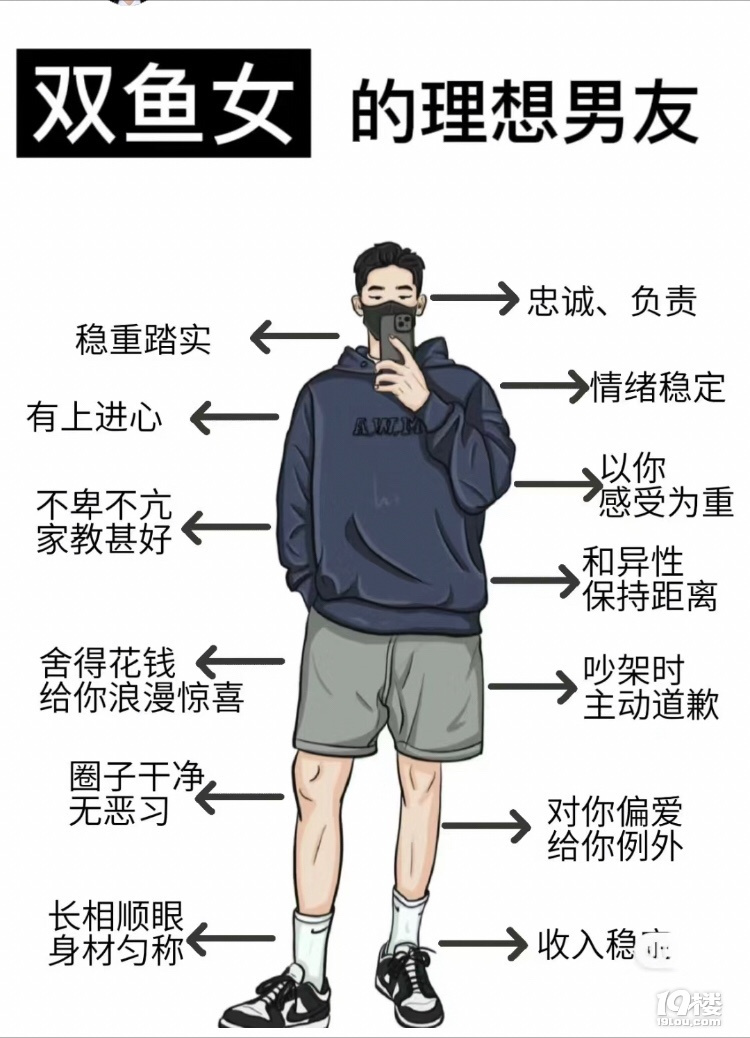 双鱼女 的理想男友
忠诚、负责
稳重踏实
情绪稳定
有上进心
以你
感受为重
不卑不亢
家教甚好
和异性
保持距离
舍得花钱
给你浪漫惊喜
吵架时
主动道歉
圈子干净
无恶习
对你偏爱
给你例外
长相顺眼
身材匀称
收入稳定
AWM
19楼
19lou.com